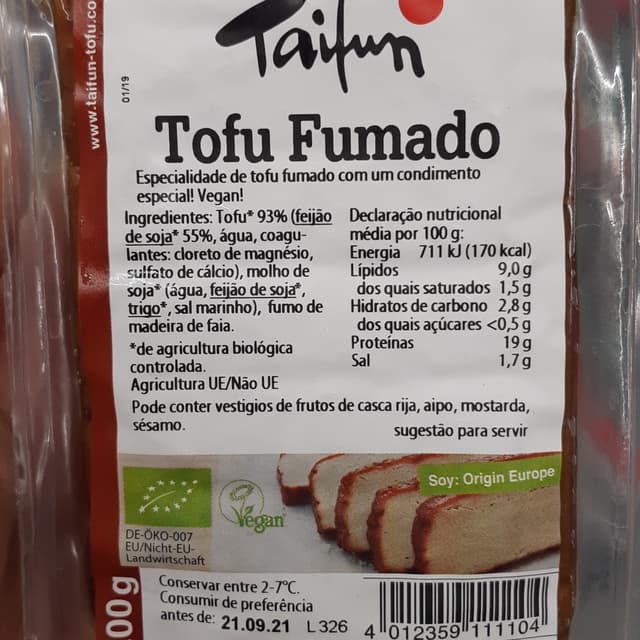 Taifun
www.taifun-tofu.co
01/19
Tofu Fumado
Especialidade de tofu fumado com um condimento
especial! Vegan!
Ingredientes: Tofu* 93% (feijão
de soja* 55%, água, coagu-
lantes: cloreto de magnésio,
sulfato de cálcio), molho de
soja* (água, feijão de soja*,
trigo*, sal marinho), fumo de
madeira de faia.
*de agricultura biológica
controlada.
Agricultura UE/Não UE
Declaração nutricional
média por 100 g:
Energia 711 kJ (170 kcal)
Lípidos 9,0 g
dos quais saturados 1,5 g
Hidratos de carbono 2,8 g
dos quais açúcares <0,5 g
Proteínas 19 g
Sal 1,7 g
Pode conter vestigios de frutos de casca rija, aipo, mostarda,
sésamo.
sugestão para servir
Soy: Origin Europe
Vegan
DE-ÖKO-007
EU/Nicht-EU-
Landwirtschaft
00g
Conservar entre 2-7°C.
Consumir de preferência
antes de: 21.09.21 L 326
4 012359 111104